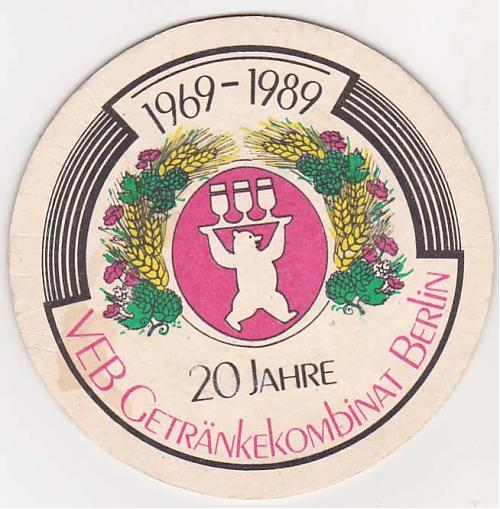 1969-1989
20 JAHRE
VEB GETRÄNKEKOMBINAT BERLIN